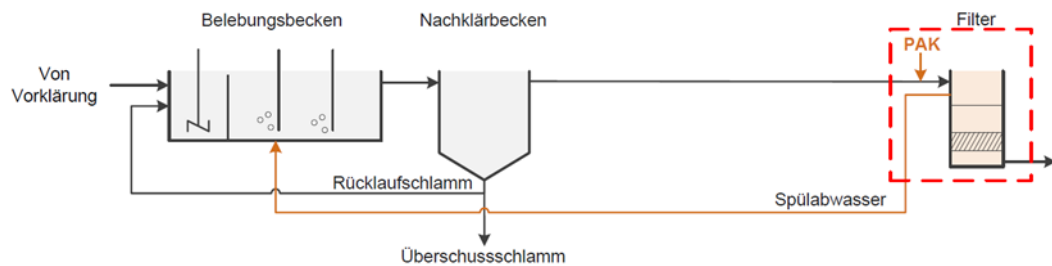 Belebungsbecken
Nachklärbecken
Filter
PAK
Von
Vorklärung
Rücklaufschlamm
Spülabwasser
Überschussschlamm